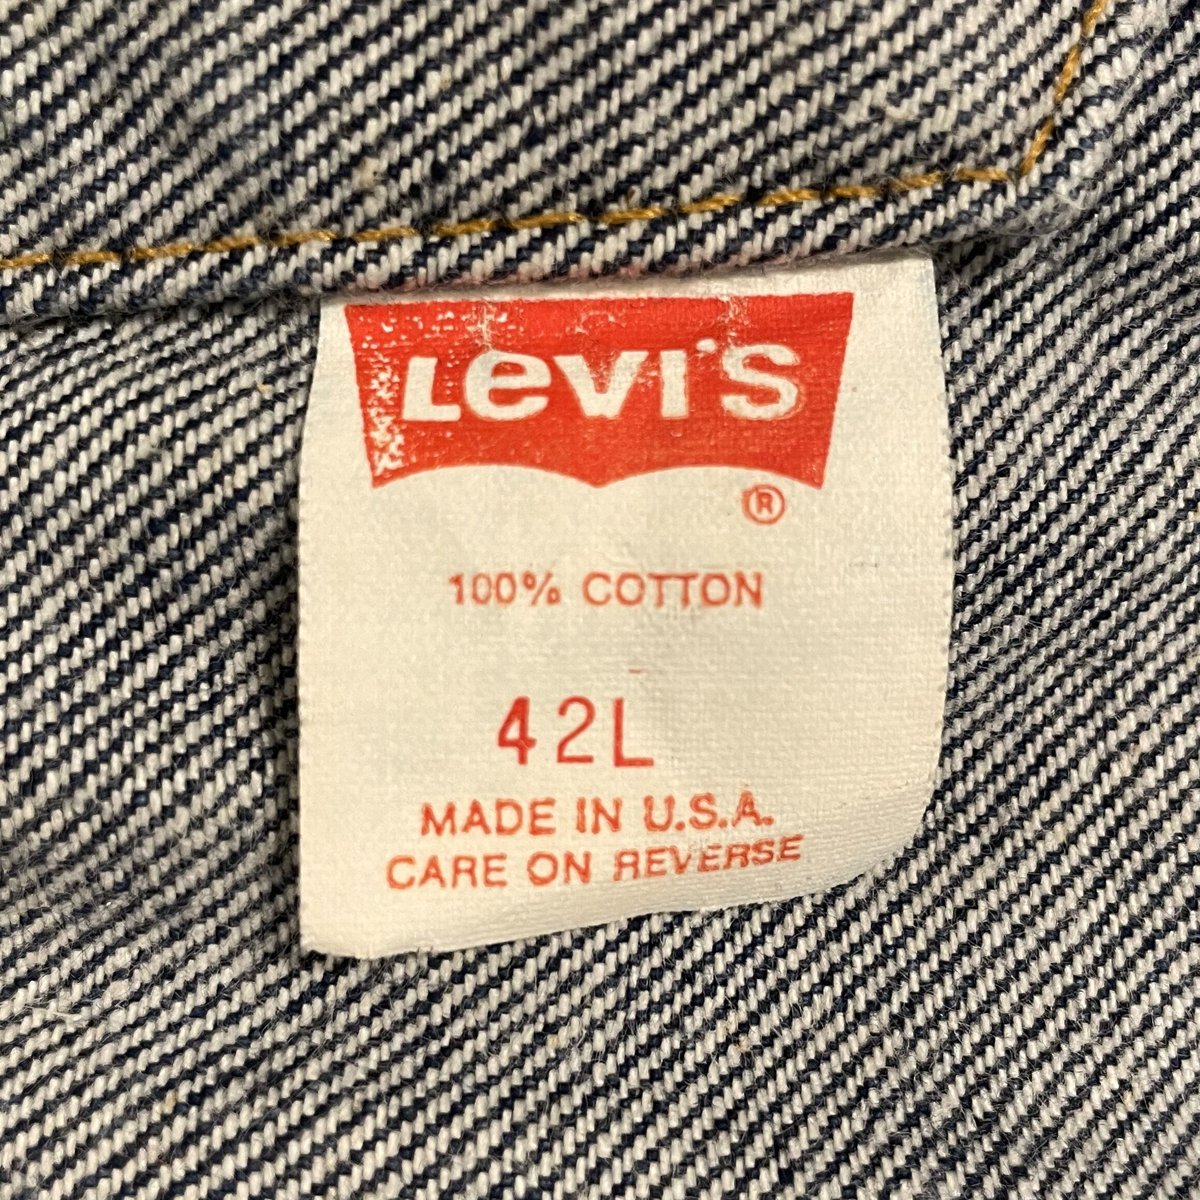 Levi's
®
100% COTTON
42L
MADE IN U.S.A.
CARE ON REVERSE